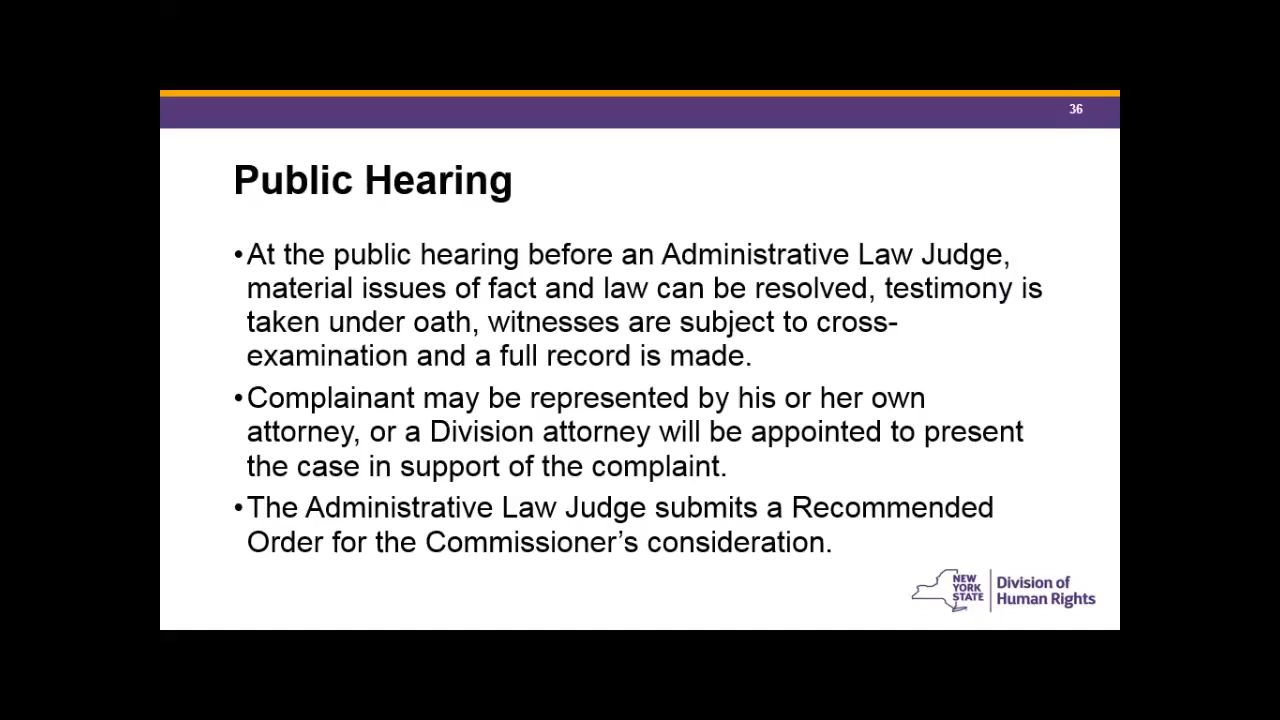 36
Public Hearing
•At the public hearing before an Administrative Law Judge,
material issues of fact and law can be resolved, testimony is
taken under oath, witnesses are subject to cross-
examination and a full record is made.
•Complainant may be represented by his or her own
attorney, or a Division attorney will be appointed to present
the case in support of the complaint.
•The Administrative Law Judge submits a Recommended
Order for the Commissioner’s consideration.
NEW
YORK
STATE
Division of
Human Rights